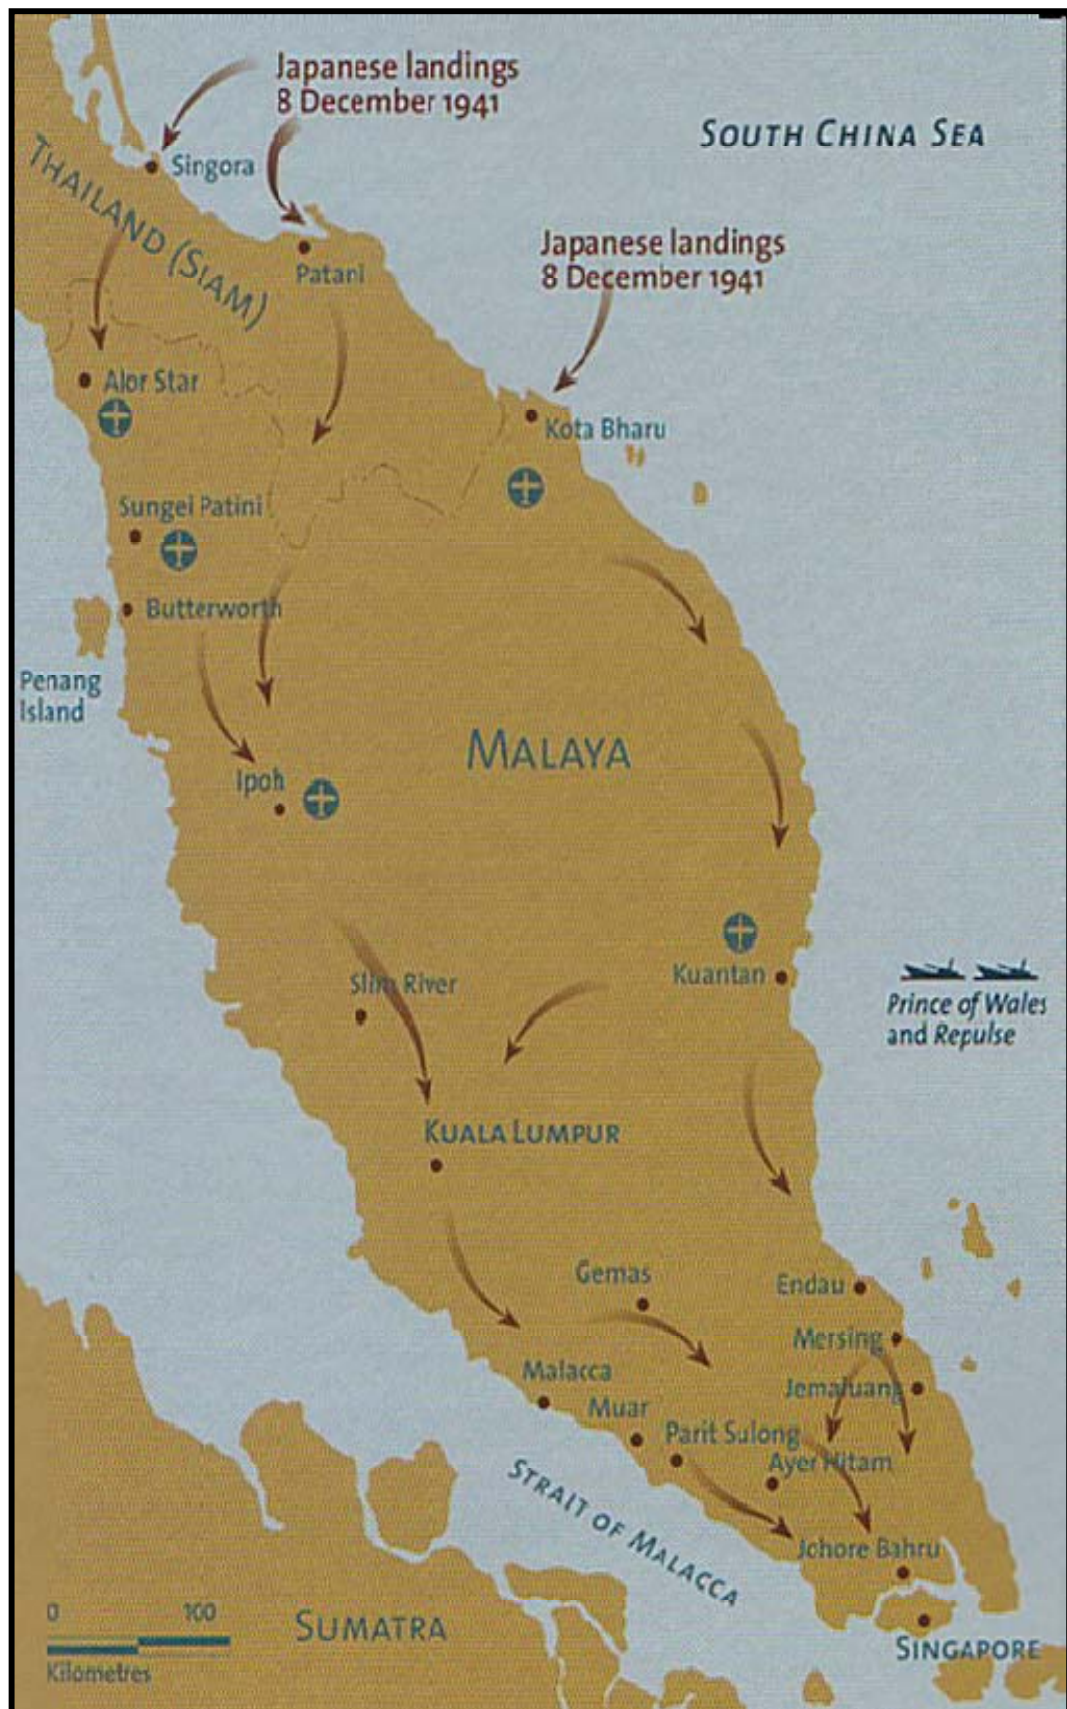 Japanese landings
8 December 1941
SOUTH CHINA SEA
Singora
THAILAND (SIAM)
Japanese landings
8 December 1941
Patani
Alor Star
Kota Bharu
Sungei Patini
Butterworth
Penang
Island
MALAYA
Ipoh
Kuantan
Slim River
Prince of Wales
and Repulse
KUALA LUMPUR
Gemas
Endau
Mersing
Malacca
Jemaluang
Muar
Parit Sulong
Ayer Hitam
STRAIT OF MALACCA
Johore Bahru
0 100
Kilometres
SUMATRA
SINGAPORE